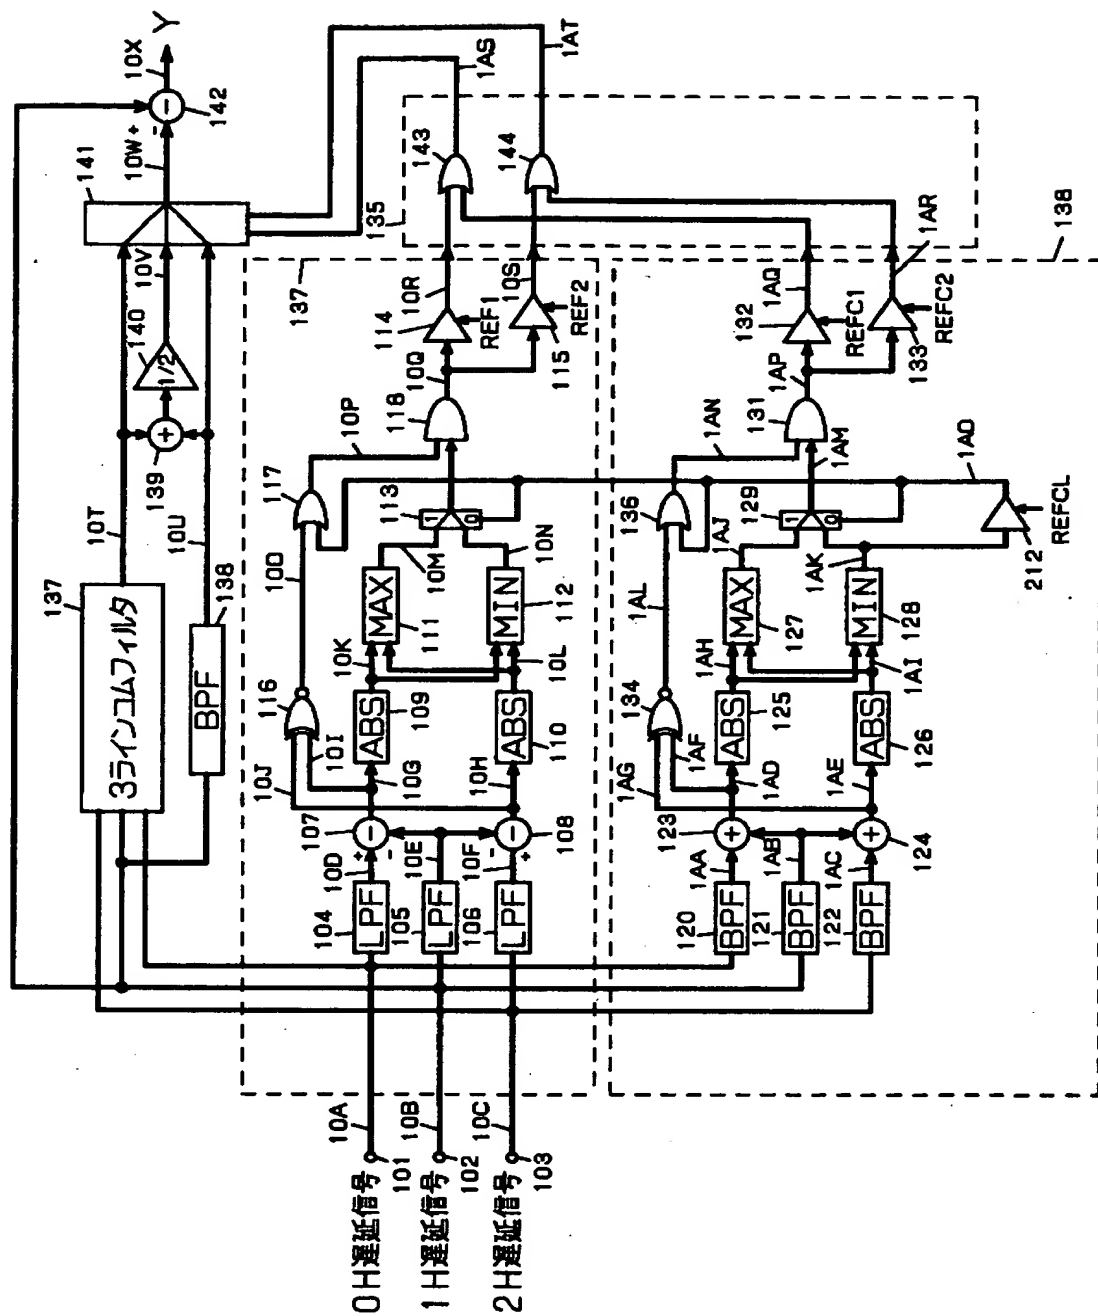 0H遅延信号
101
10A
1H遅延信号
102
10B
2H遅延信号
103
10C
137
3ラインコムフィルタ
10T
138
BPF
10U
139
+
140
1/2
10V
141
10W
+
-
-
142
10X
Y
137
104
LPF
10D
105
LPF
10E
106
LPF
10F
+
-
107
-
-
+
108
-
10J
10I
10G
10H
116
109
ABS
110
ABS
10K
10L
10O
111
MAX
112
MIN
10M
10N
117
113
1
0
10P
118
10Q
114
REF1
115
REF2
10R
10S
135
143
144
1AS
1AT
138
120
BPF
1AA
121
BPF
1AB
122
BPF
1AC
123
+
124
+
1AG
1AF
1AD
1AE
134
125
ABS
126
ABS
1AH
1AI
1AL
127
MAX
128
MIN
1AJ
1AK
136
129
1
0
212
REFCL
1AO
1AN
1AM
131
1AP
132
REFC1
133
REFC2
1AQ
1AR